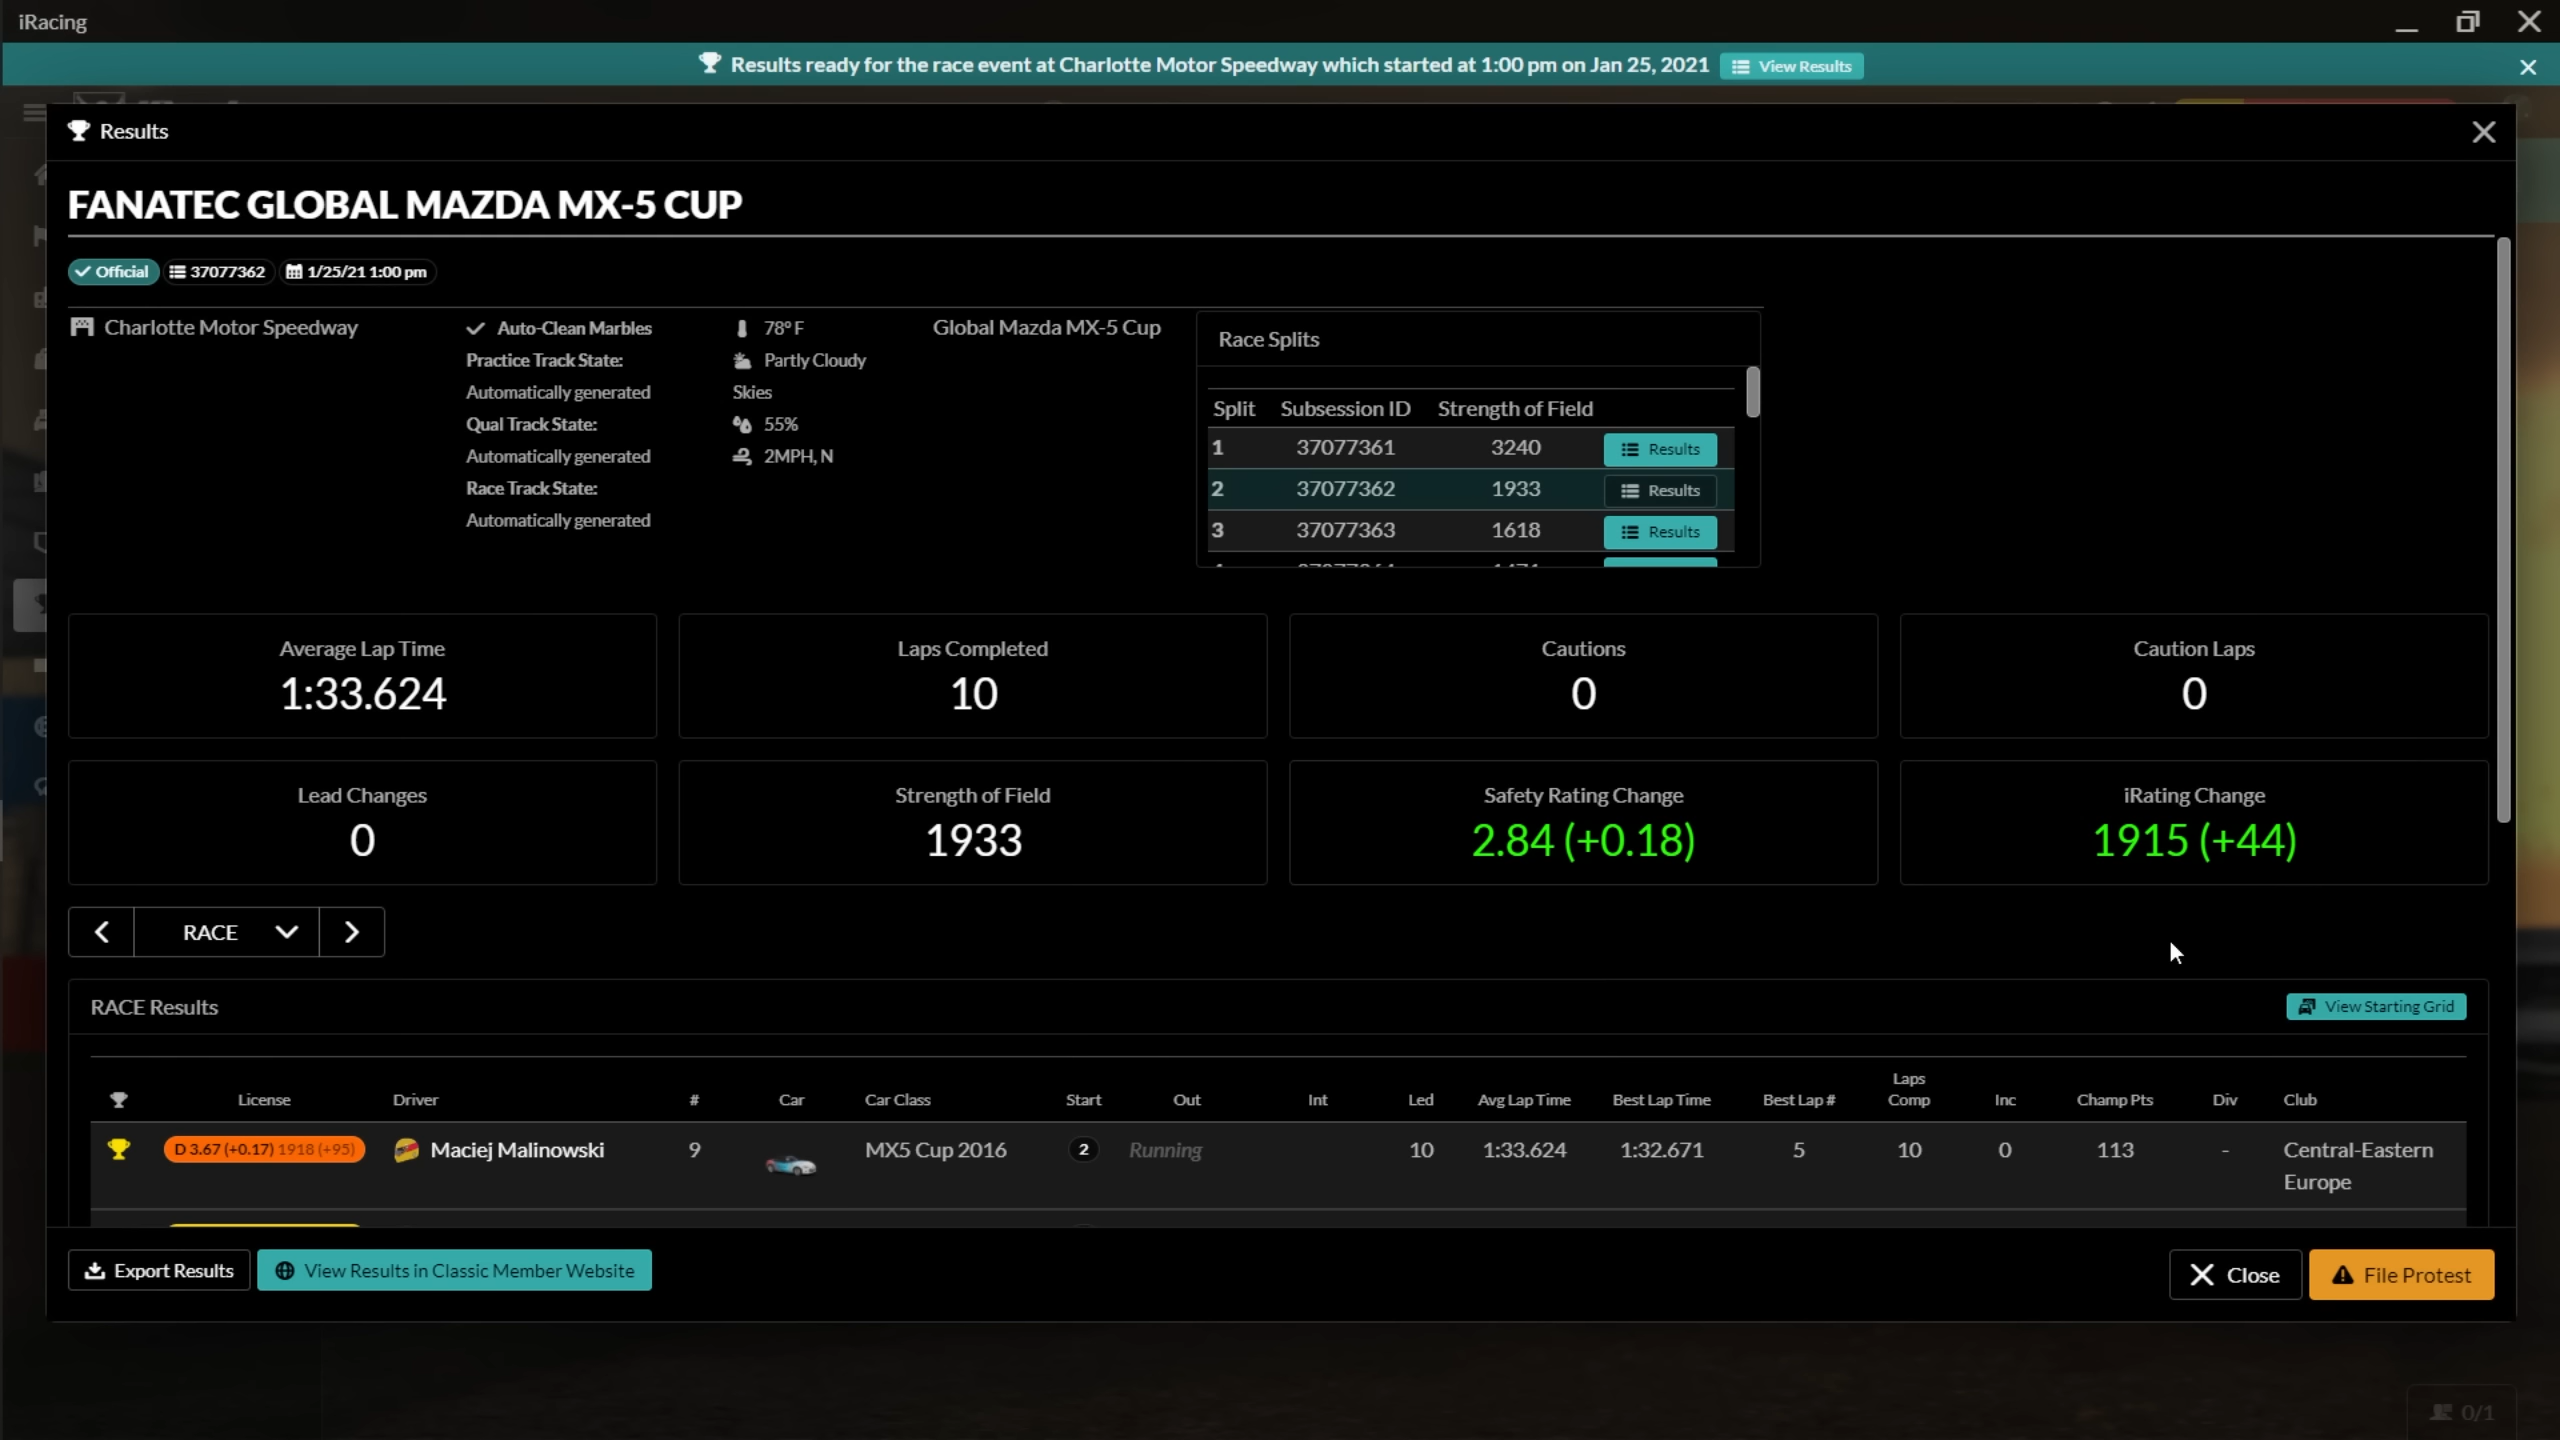 iRacing
Results ready for the race event at Charlotte Motor Speedway which started at 1:00 pm on Jan 25, 2021 View Results
Results
FANATEC GLOBAL MAZDA MX-5 CUP
Official 37077362 1/25/21 1:00 pm
Charlotte Motor Speedway
Auto-Clean Marbles
Practice Track State:
Automatically generated
Qual Track State:
Automatically generated
Race Track State:
Automatically generated
78°F
Partly Cloudy
Skies
55%
2MPH, N
Global Mazda MX-5 Cup
Race Splits
Split Subsession ID Strength of Field
1 37077361 3240 Results
2 37077362 1933 Results
3 37077363 1618 Results
Average Lap Time
1:33.624
Laps Completed
10
Cautions
0
Caution Laps
0
Lead Changes
0
Strength of Field
1933
Safety Rating Change
2.84 (+0.18)
iRating Change
1915 (+44)
RACE
RACE Results View Starting Grid
License Driver # Car Car Class Start Out Int Led Avg Lap Time Best Lap Time Best Lap # Laps Comp Inc Champ Pts Div Club
D 3.67 (+0.17) 1918 (+95) Maciej Malinowski 9 MX5 Cup 2016 2 Running 10 1:33.624 1:32.671 5 10 0 113 - Central-Eastern
Europe
Export Results View Results in Classic Member Website Close File Protest
0/1